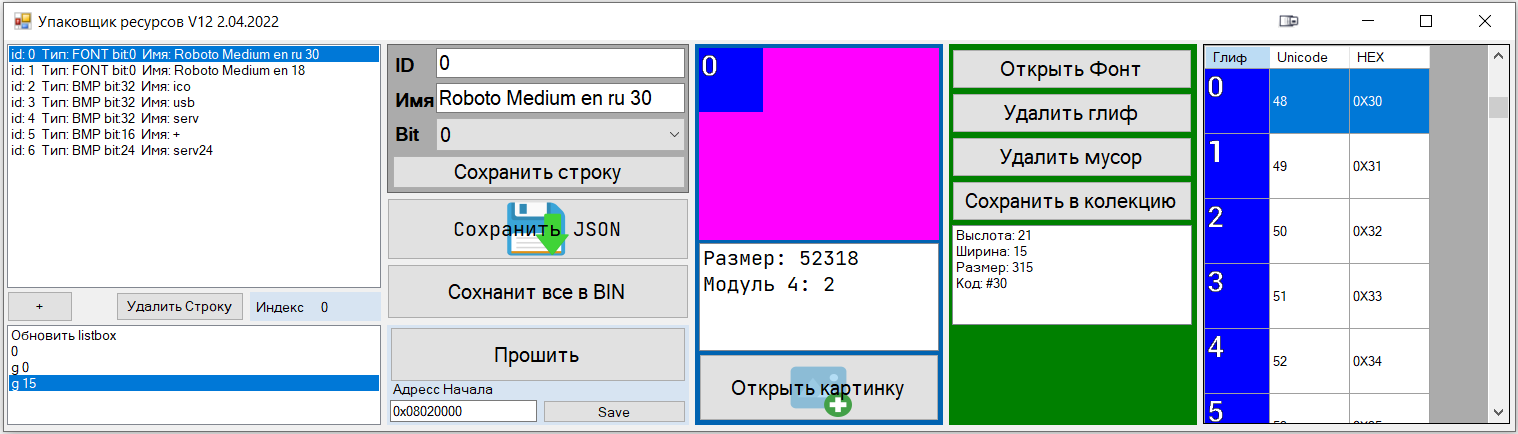 Упаковщик ресурсов V12 2.04.2022
id: 0 Тип: FONT bit:0 Имя: Roboto Medium en ru 30
id: 1 Тип: FONT bit:0 Имя: Roboto Medium en 18
id: 2 Тип: BMP bit:32 Имя: ico
id: 3 Тип: BMP bit:32 Имя: usb
id: 4 Тип: BMP bit:32 Имя: serv
id: 5 Тип: BMP bit:16 Имя: +
id: 6 Тип: BMP bit:24 Имя: serv24
+
Удалить Строку
Индекс 0
Обновить listbox
0
g 0
g 15
ID 0
Имя Roboto Medium en ru 30
Bit 0
Сохранить строку
Сохранить JSON
Сохнанит все в BIN
Прошить
Адресс Начала
0x08020000
Save
0
Размер: 52318
Модуль 4: 2
Открыть картинку
Открыть Фонт
Удалить глиф
Удалить мусор
Сохранить в колекцию
Выслота: 21
Ширина: 15
Размер: 315
Код: #30
Глиф Unicode HEX
0 48 0X30
1 49 0X31
2 50 0X32
3 51 0X33
4 52 0X34
5